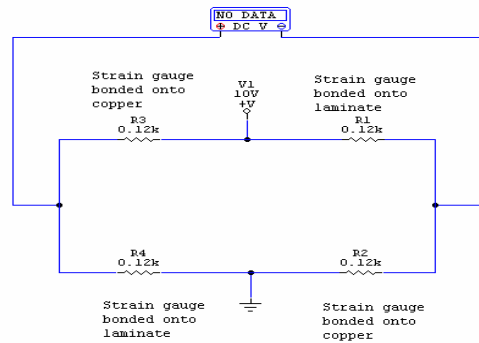 NO DATA
DC V
Strain gauge
bonded onto
copper
R3
0.12k
V1
10V
+V
Strain gauge
bonded onto
laminate
R1
0.12k
R4
0.12k
R2
0.12k
Strain gauge
bonded onto
laminate
Strain gauge
bonded onto
copper